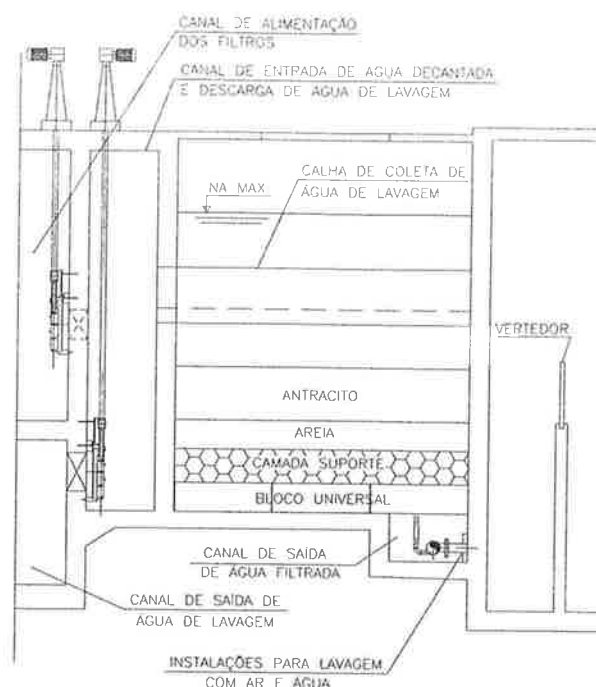 CANAL DE ALIMENTAÇÃO
DOS FILTROS
CANAL DE ENTRADA DE AGUA DECANTADA
E DESCARGA DE AGUA DE LAVAGEM
CALHA DE COLETA DE
ÁGUA DE LAVAGEM
NA MAX
VERTEDOR
ANTRACITO
AREIA
CAMADA SUPORTE
BLOCO UNIVERSAL
CANAL DE SAÍDA
DE ÁGUA FILTRADA
CANAL DE SAÍDA DE
ÁGUA DE LAVAGEM
INSTALAÇÕES PARA LAVAGEM
COM AR E ÁGUA